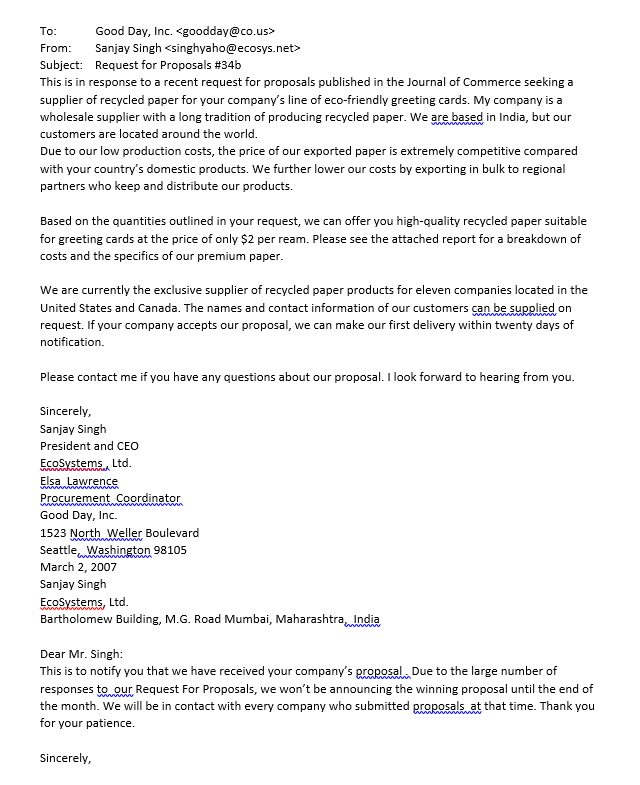 To: Good Day, Inc. <goodday@co.us>
From: Sanjay Singh <singhyaho@ecosys.net>
Subject: Request for Proposals #34b
This is in response to a recent request for proposals published in the Journal of Commerce seeking a
supplier of recycled paper for your company's line of eco-friendly greeting cards. My company is a
wholesale supplier with a long tradition of producing recycled paper. We are based in India, but our
customers are located around the world.
Due to our low production costs, the price of our exported paper is extremely competitive compared
with your country's domestic products. We further lower our costs by exporting in bulk to regional
partners who keep and distribute our products.

Based on the quantities outlined in your request, we can offer you high-quality recycled paper suitable
for greeting cards at the price of only $2 per ream. Please see the attached report for a breakdown of
costs and the specifics of our premium paper.

We are currently the exclusive supplier of recycled paper products for eleven companies located in the
United States and Canada. The names and contact information of our customers can be supplied on
request. If your company accepts our proposal, we can make our first delivery within twenty days of
notification.

Please contact me if you have any questions about our proposal. I look forward to hearing from you.

Sincerely,
Sanjay Singh
President and CEO
EcoSystems , Ltd.
Elsa  Lawrence
Procurement  Coordinator
Good Day, Inc.
1523 North  Weller Boulevard
Seattle,  Washington 98105
March 2, 2007
Sanjay Singh
EcoSystems, Ltd.
Bartholomew Building, M.G. Road Mumbai, Maharashtra,  India

Dear Mr. Singh:
This is to notify you that we have received your company's proposal . Due to the large number of
responses to  our Request For Proposals, we won't be announcing the winning proposal until the end of
the month. We will be in contact with every company who submitted proposals  at that time. Thank you
for your patience.

Sincerely,